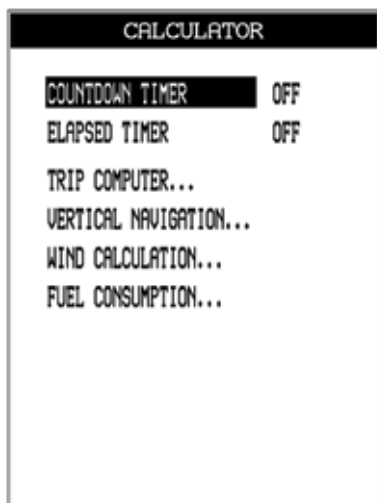 CALCULATOR
COUNTDOWN TIMER OFF
ELAPSED TIMER OFF
TRIP COMPUTER...
VERTICAL NAVIGATION...
WIND CALCULATION...
FUEL CONSUMPTION...